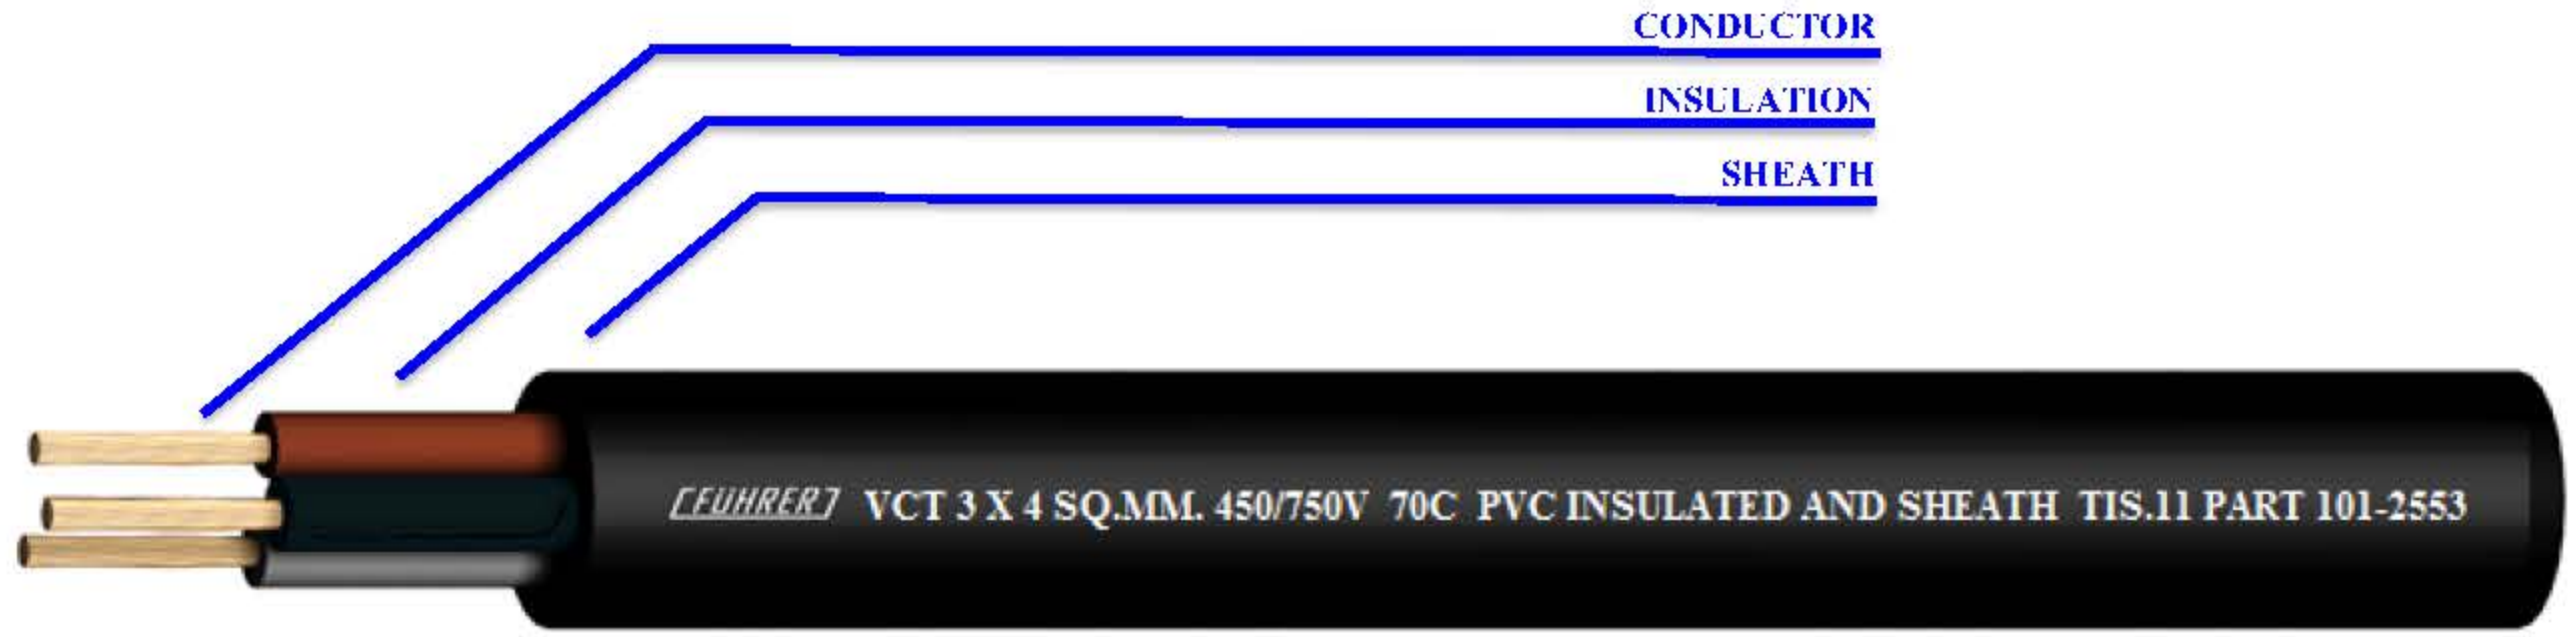 CONDUCTOR
INSULATION
SHEATH
FUHRER VCT 3 X 4 SQ.MM. 450/750V 70C PVC INSULATED AND SHEATH TIS.11 PART 101-2553